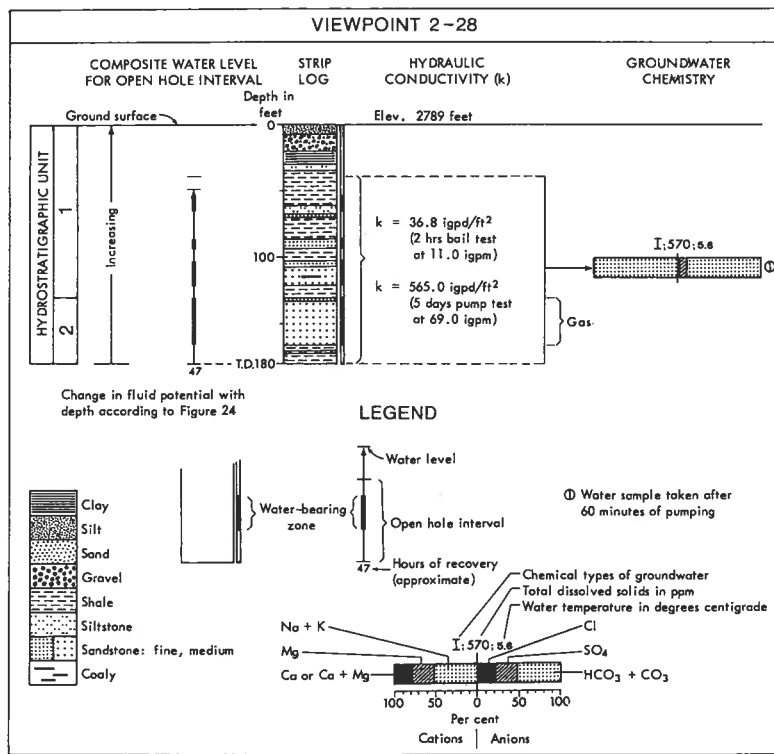 VIEWPOINT 2-28
COMPOSITE WATER LEVEL
FOR OPEN HOLE INTERVAL
STRIP
LOG
HYDRAULIC
CONDUCTIVITY (k)
GROUNDWATER
CHEMISTRY
Depth in
feet
Ground surface
0
Elev. 2789 feet
HYDROSTRATIGRAPHIC UNIT
1
2
Increasing
100
k = 36.8 igpd/ft²
(2 hrs bail test
at 11.0 igpm)
k = 565.0 igpd/ft²
(5 days pump test
at 69.0 igpm)
I;570;5.6
①
Gas
T.D.180
47
Change in fluid potential with
depth according to Figure 24
LEGEND
Clay
Silt
Sand
Gravel
Shale
Siltstone
Sandstone: fine, medium
Coaly
Water-bearing
zone
Water level
Open hole interval
47
Hours of recovery
(approximate)
① Water sample taken after
60 minutes of pumping
Chemical types of groundwater
Total dissolved solids in ppm
Water temperature in degrees centigrade
I;570;5.6
Na + K
Mg
Ca or Ca + Mg
Cl
SO₄
HCO₃ + CO₃
100 50 0 50 100
Per cent
Cations | Anions